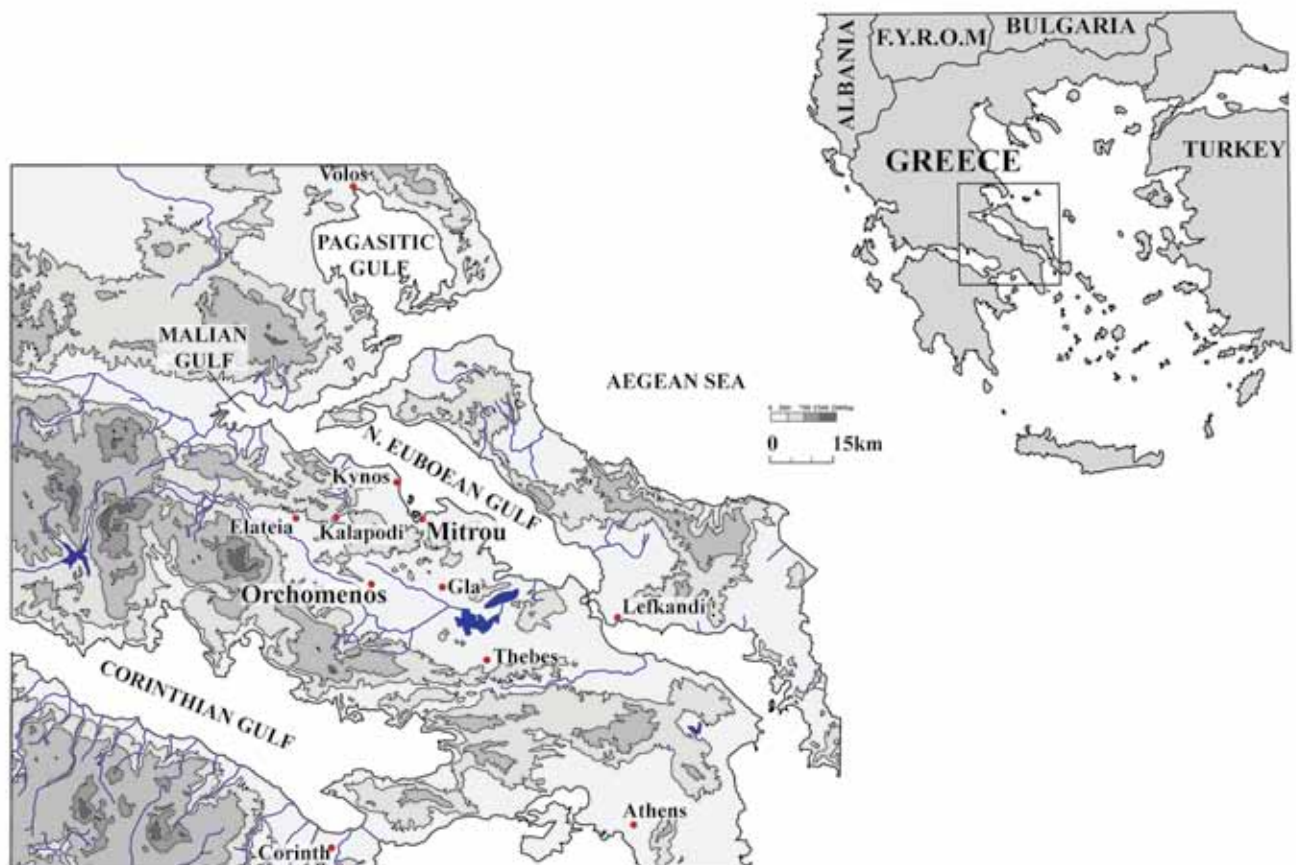 F.Y.R.O.M
BULGARIA
ALBANIA
GREECE
TURKEY
Volos
PAGASITIC
GULF
MALIAN
GULF
AEGEAN SEA
0 15km
N. EUBOEAN GULF
Kynos
Elateia
Kalapodi
Mitrou
Orchomenos
Gla
Lefkandi
Thebes
CORINTHIAN GULF
Athens
Corinth